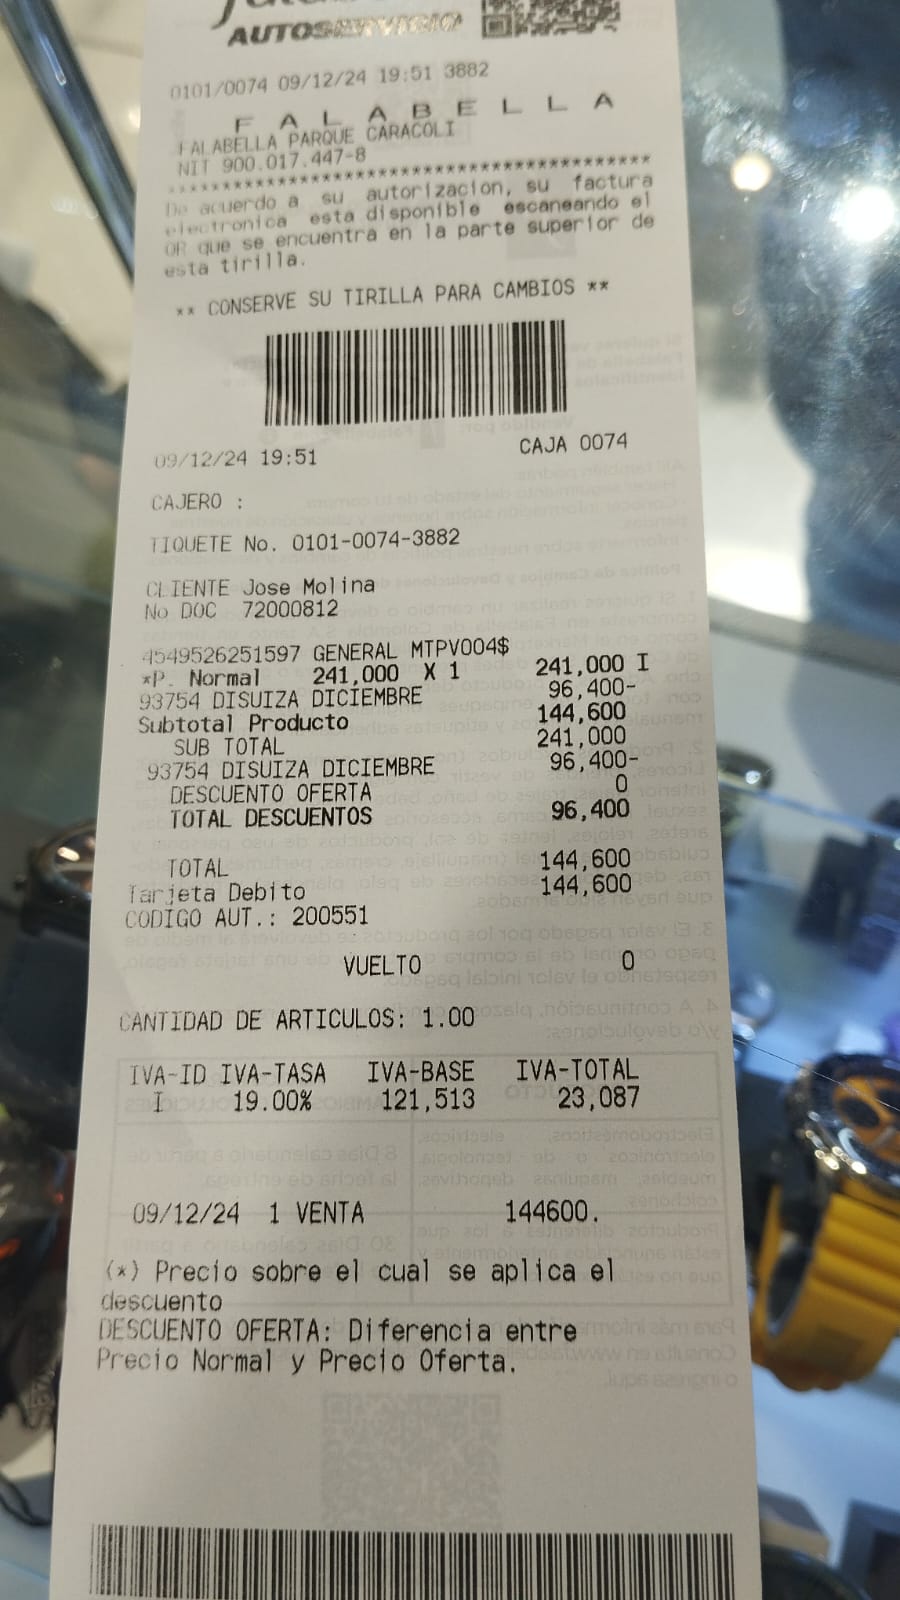 AUTOSERVICIO
0101/0074 09/12/24 19:51 3882
F A L A B E L L A
FALABELLA PARQUE CARACOLI
NIT 900.017.447-8
********************************************
De acuerdo a su autorizacion, su factura
electronica esta disponible escaneando el
QR que se encuentra en la parte superior de
esta tirilla.
** CONSERVE SU TIRILLA PARA CAMBIOS **
09/12/24 19:51 CAJA 0074
CAJERO :
TIQUETE No. 0101-0074-3882
CLIENTE Jose Molina
No DOC 72000812
4549526251597 GENERAL MTPV004$
*P. Normal 241,000 X 1 241,000 I
93754 DISUIZA DICIEMBRE 96,400-
Subtotal Producto 144,600
SUB TOTAL 241,000
93754 DISUIZA DICIEMBRE 96,400-
DESCUENTO OFERTA 0
TOTAL DESCUENTOS 96,400
TOTAL 144,600
Tarjeta Debito 144,600
CODIGO AUT.: 200551
VUELTO 0
CANTIDAD DE ARTICULOS: 1.00
IVA-ID IVA-TASA IVA-BASE IVA-TOTAL
I 19.00% 121,513 23,087
09/12/24 1 VENTA 144600.
(*) Precio sobre el cual se aplica el
descuento
DESCUENTO OFERTA: Diferencia entre
Precio Normal y Precio Oferta.